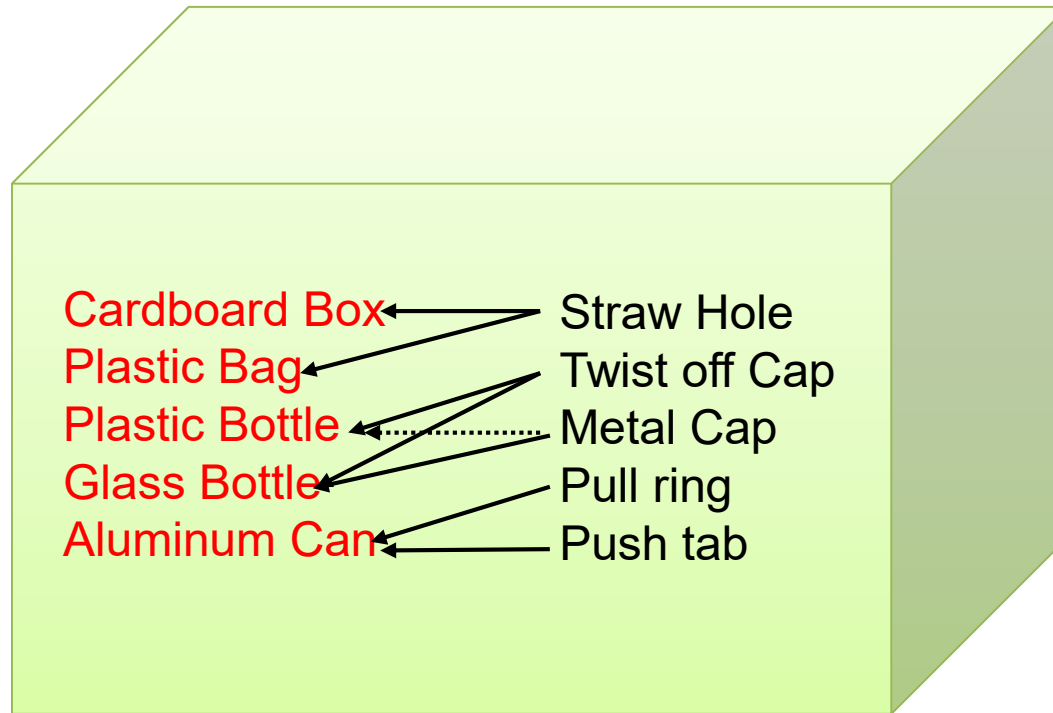 Cardboard Box
Plastic Bag
Plastic Bottle
Glass Bottle
Aluminum Can
Straw Hole
Twist off Cap
Metal Cap
Pull ring
Push tab